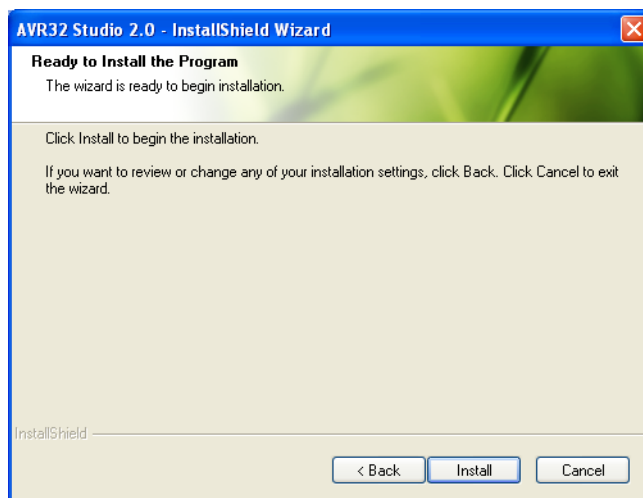 AVR32 Studio 2.0 - InstallShield Wizard
Ready to Install the Program
The wizard is ready to begin installation.
Click Install to begin the installation.
If you want to review or change any of your installation settings, click Back. Click Cancel to exit
the wizard.
InstallShield
< Back Install Cancel